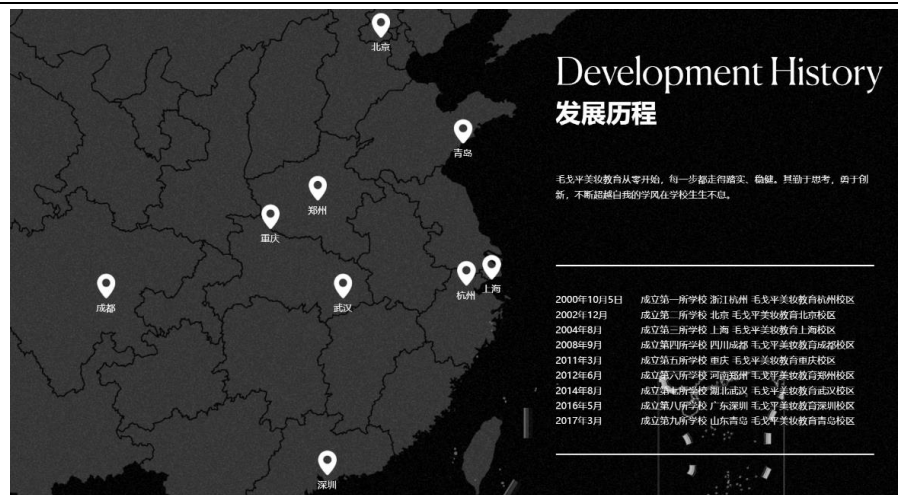 北京
青岛
郑州
重庆
成都
武汉
杭州
上海
深圳
Development History
发展历程
毛戈平美妆教育从零开始，每一步都走得踏实、稳健。其勤于思考，勇于创
新，不断超越自我的学风在学校生生不息。
2000年10月5日 成立第一所学校 浙江杭州 毛戈平美妆教育杭州校区
2002年12月 成立第二所学校 北京 毛戈平美妆教育北京校区
2004年8月 成立第三所学校 上海 毛戈平美妆教育上海校区
2008年9月 成立第四所学校 四川成都 毛戈平美妆教育成都校区
2011年3月 成立第五所学校 重庆 毛戈平美妆教育重庆校区
2012年6月 成立第六所学校 河南郑州 毛戈平美妆教育郑州校区
2014年8月 成立第七所学校 湖北武汉 毛戈平美妆教育武汉校区
2016年5月 成立第八所学校 广东深圳 毛戈平美妆教育深圳校区
2017年3月 成立第九所学校 山东青岛 毛戈平美妆教育青岛校区